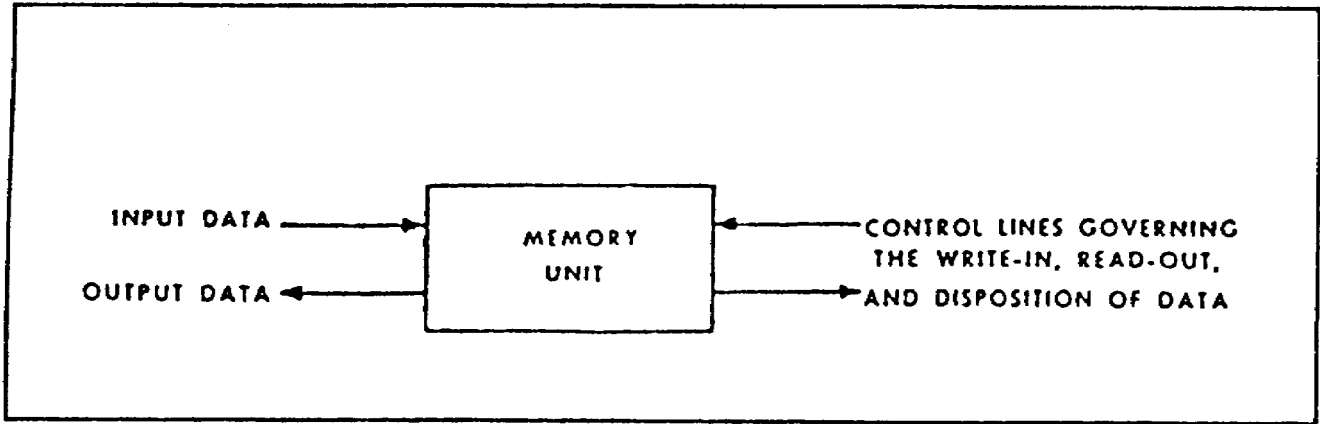 INPUT DATA
OUTPUT DATA
MEMORY
UNIT
CONTROL LINES GOVERNING
THE WRITE-IN, READ-OUT,
AND DISPOSITION OF DATA